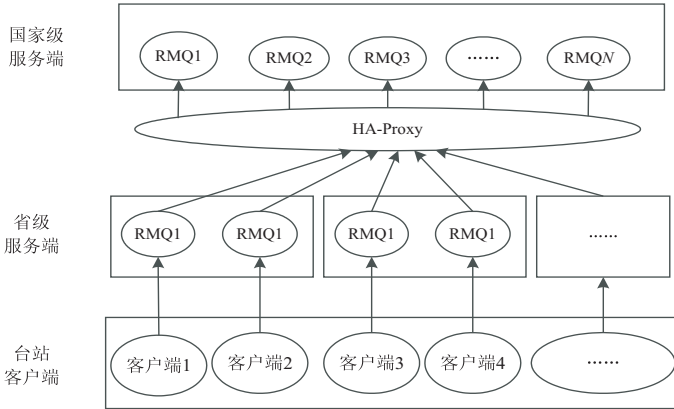 国家级
服务端
RMQ1
RMQ2
RMQ3
……
RMQN
HA-Proxy
省级
服务端
RMQ1
RMQ1
RMQ1
RMQ1
……
台站
客户端
客户端1
客户端2
客户端3
客户端4
……